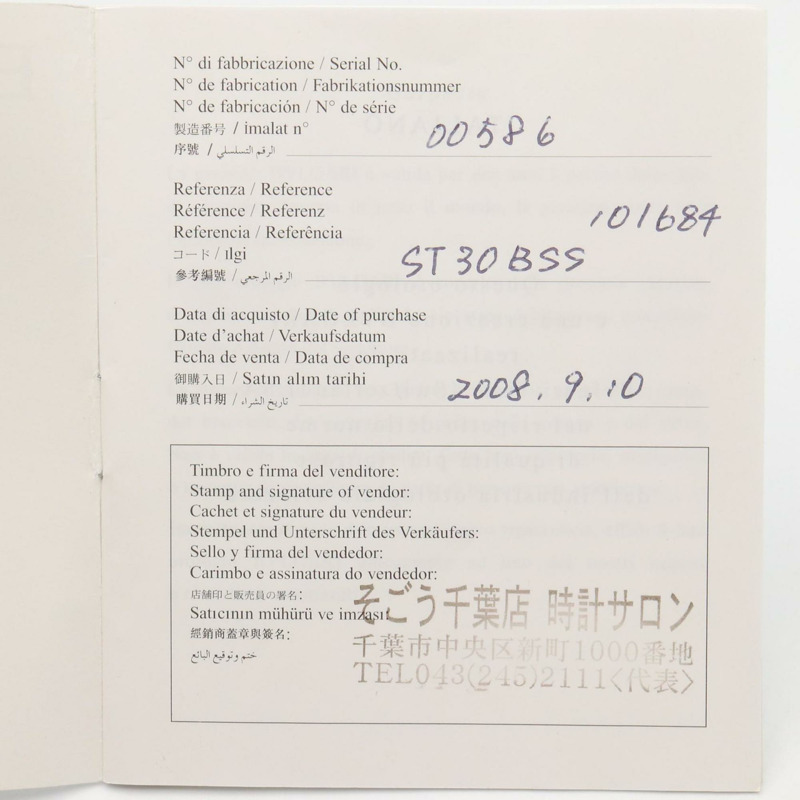 N° di fabbricazione / Serial No.
N° de fabrication / Fabrikationsnummer
N° de fabricación / N° de série
製造番号 / imalat n°
序號 / الرقم التسلسلي
00586
Referenza / Reference
Référence / Referenz
Referencia / Referência
101684
コード / ılgi
參考編號 / الرقم المرجعي
ST30BSS
Data di acquisto / Date of purchase
Date d'achat / Verkaufsdatum
Fecha de venta / Data de compra
御購入日 / Satın alım tarihi
購買日期 / تاريخ الشراء
2008.9.10
Timbro e firma del venditore:
Stamp and signature of vendor:
Cachet et signature du vendeur:
Stempel und Unterschrift des Verkäufers:
Sello y firma del vendedor:
Carimbo e assinatura do vendedor:
店舗印と販売員の署名:
Satıcının mühürü ve imzası:
經銷商蓋章與簽名:
ختم وتوقيع البائع
そごう千葉店 時計サロン
千葉市中央区新町1000番地
TEL043(245)2111<代表>